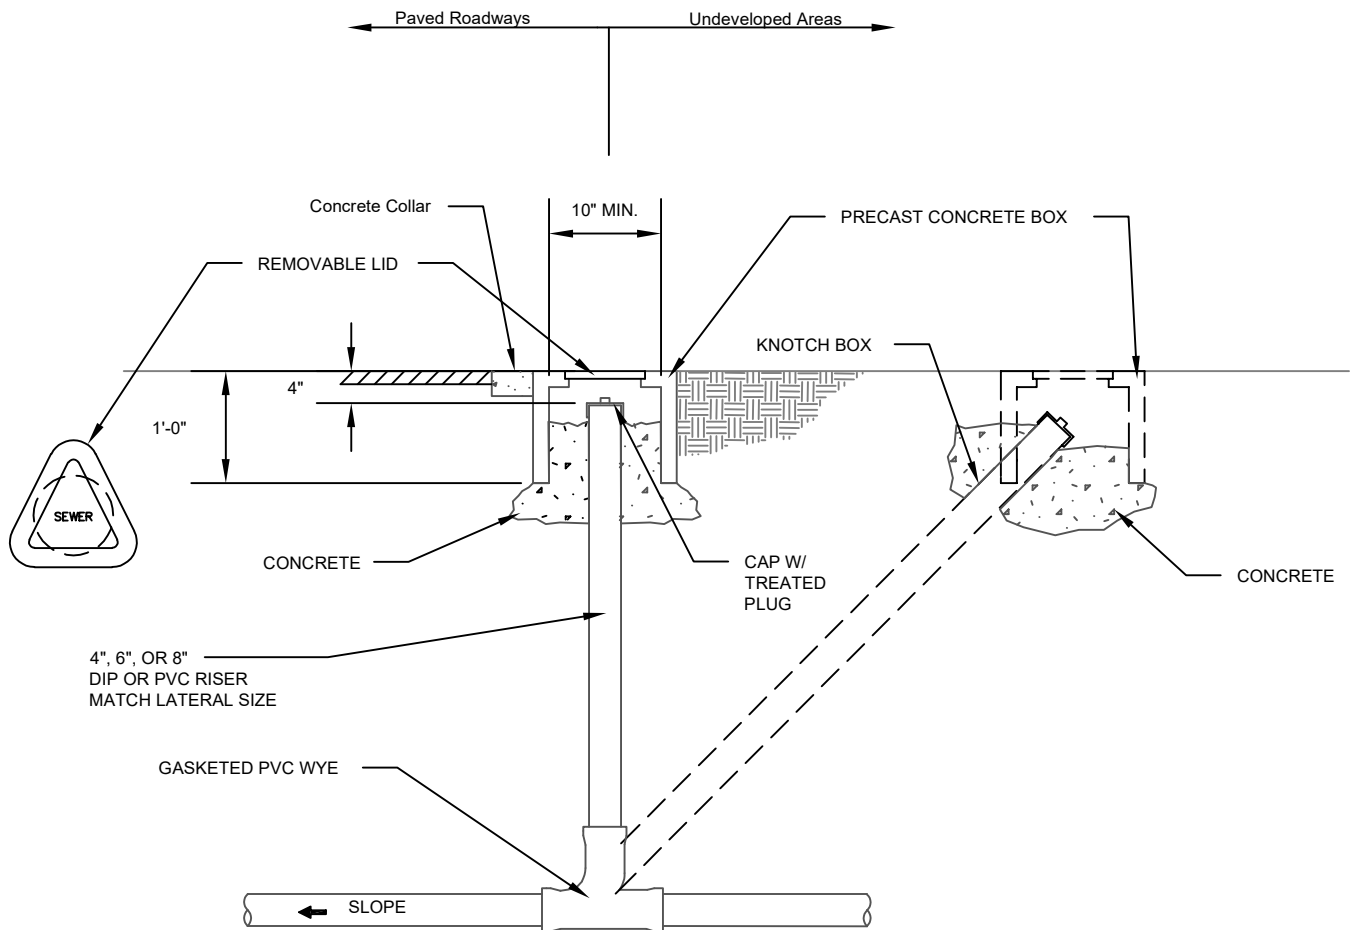 Paved Roadways
Undeveloped Areas
Concrete Collar
10" MIN.
PRECAST CONCRETE BOX
REMOVABLE LID
KNOTCH BOX
4"
1'-0"
SEWER
CONCRETE
CAP W/
TREATED
PLUG
CONCRETE
4", 6", OR 8"
DIP OR PVC RISER
MATCH LATERAL SIZE
GASKETED PVC WYE
SLOPE